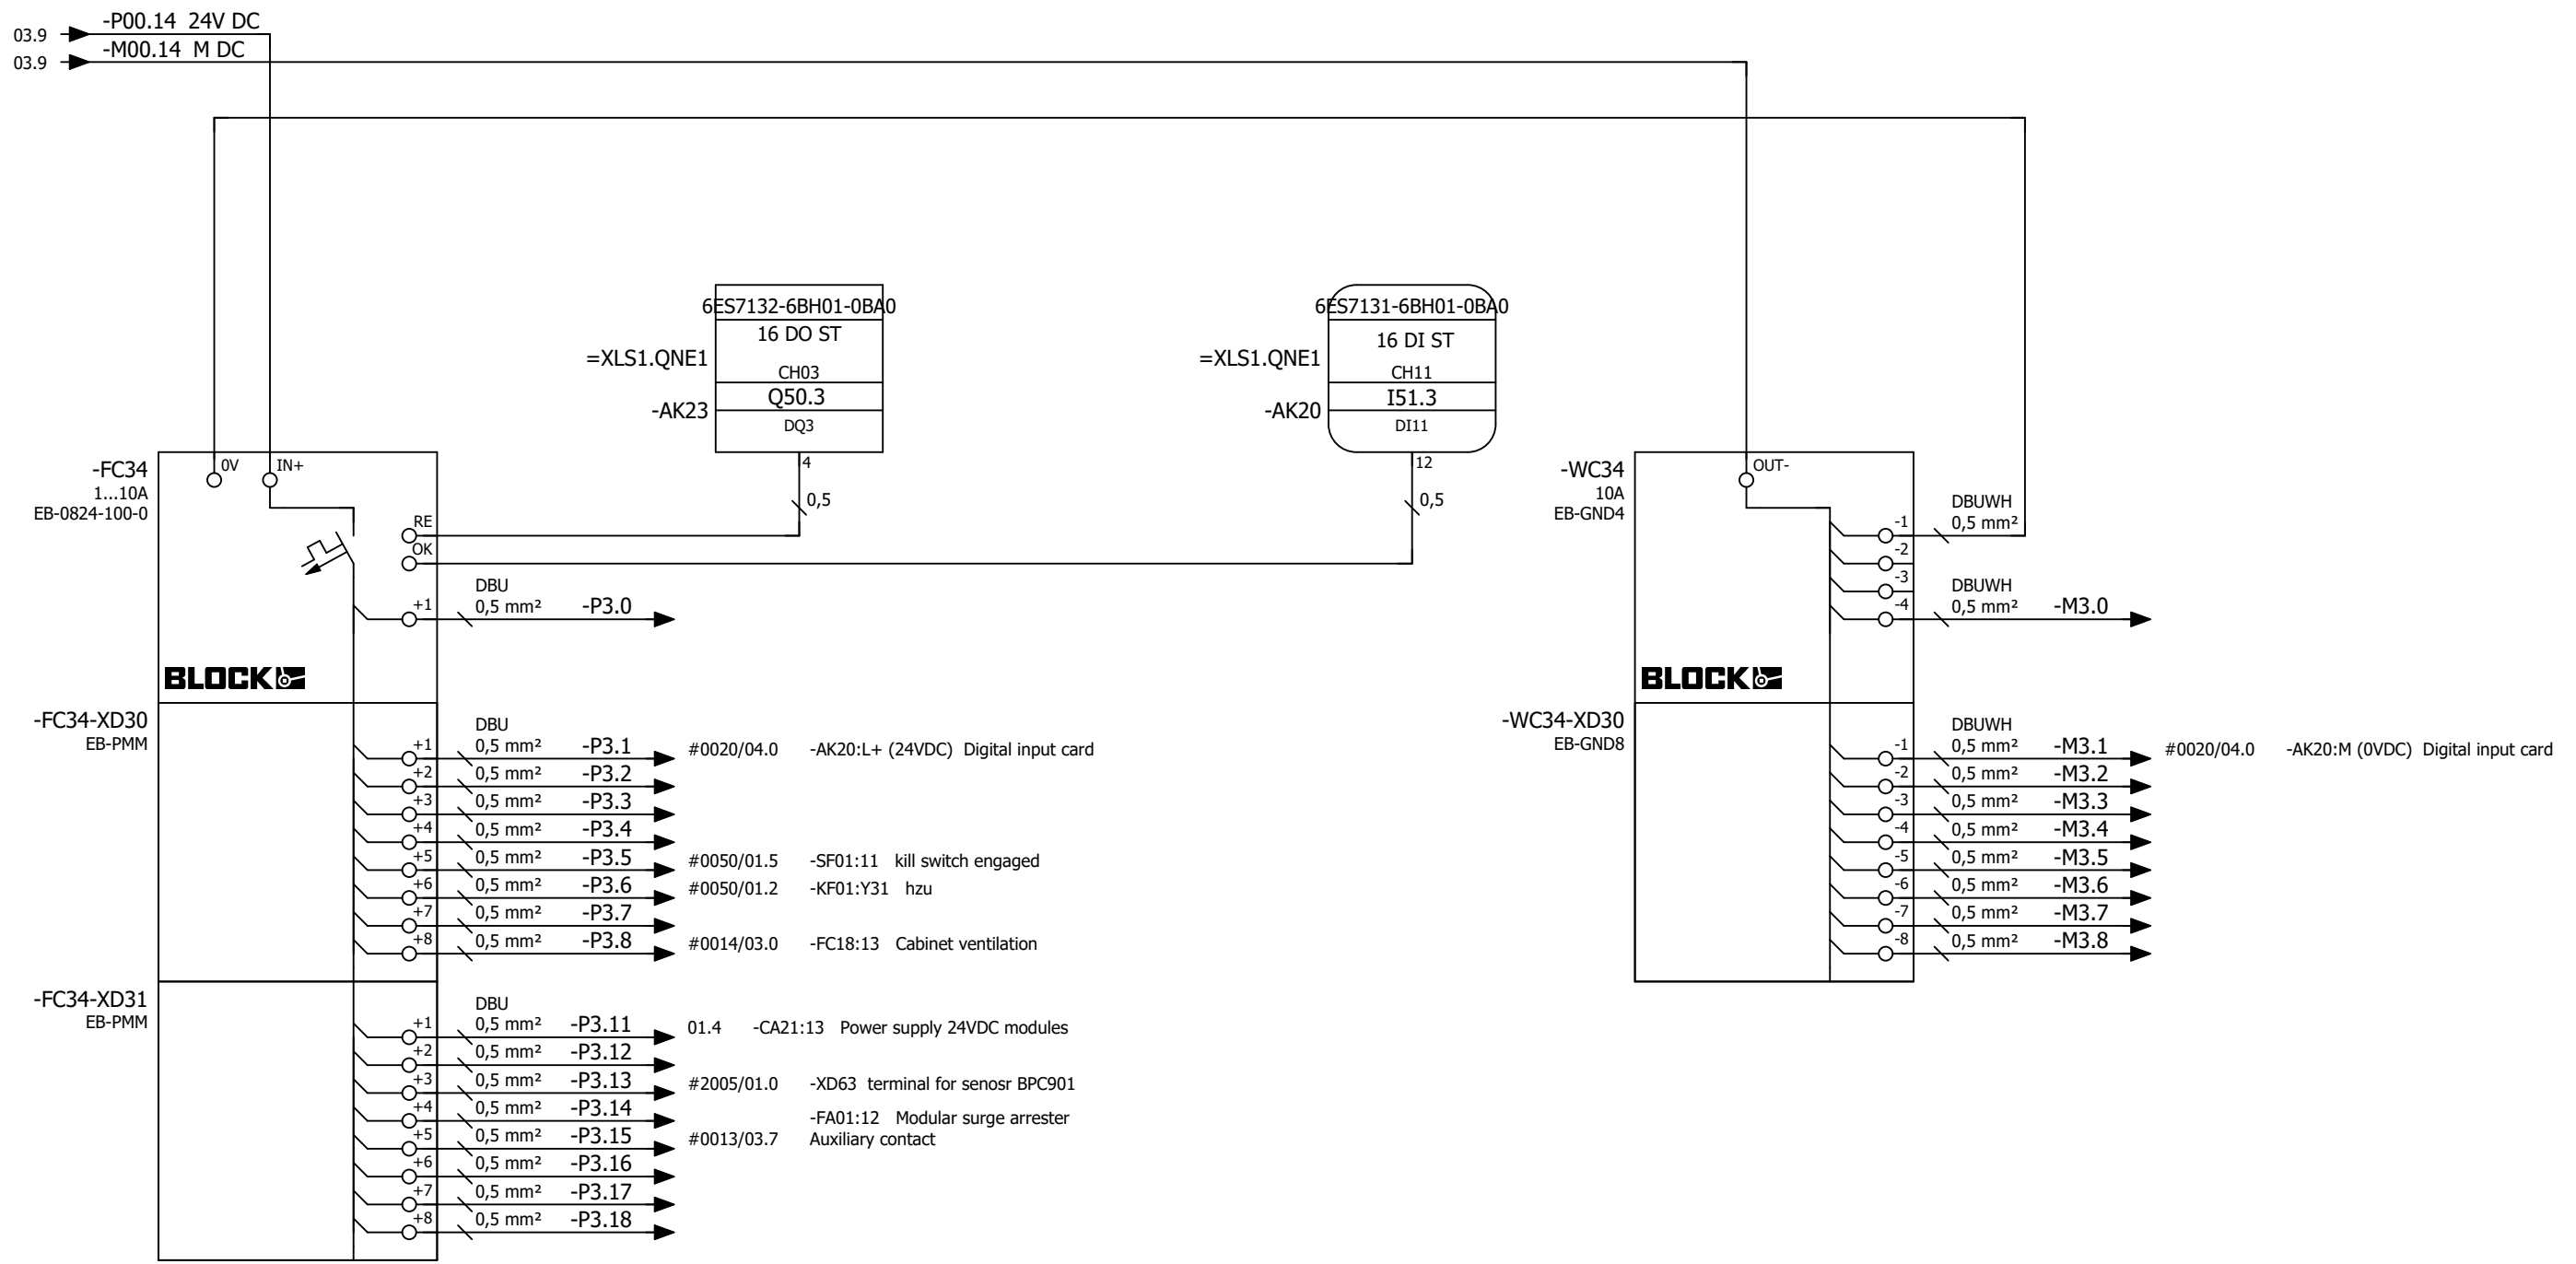 -P00.14 24V DC
03.9
-M00.14 M DC
03.9
6ES7132-6BH01-0BA0
16 DO ST
=XLS1.QNE1
CH03
Q50.3
-AK23
DQ3
4
0,5
6ES7131-6BH01-0BA0
16 DI ST
=XLS1.QNE1
CH11
I51.3
-AK20
DI11
12
0,5
-FC34
1...10A
EB-0824-100-0
0V
IN+
RE
OK
DBU
+1 0,5 mm² -P3.0
BLOCK
-FC34-XD30
EB-PMM
DBU
+1 0,5 mm² -P3.1 #0020/04.0 -AK20:L+ (24VDC) Digital input card
+2 0,5 mm² -P3.2
+3 0,5 mm² -P3.3
+4 0,5 mm² -P3.4
+5 0,5 mm² -P3.5 #0050/01.5 -SF01:11 kill switch engaged
+6 0,5 mm² -P3.6 #0050/01.2 -KF01:Y31 hzu
+7 0,5 mm² -P3.7
+8 0,5 mm² -P3.8 #0014/03.0 -FC18:13 Cabinet ventilation
-FC34-XD31
EB-PMM
DBU
+1 0,5 mm² -P3.11 01.4 -CA21:13 Power supply 24VDC modules
+2 0,5 mm² -P3.12
+3 0,5 mm² -P3.13 #2005/01.0 -XD63 terminal for senosr BPC901
+4 0,5 mm² -P3.14
-FA01:12 Modular surge arrester
+5 0,5 mm² -P3.15 #0013/03.7 Auxiliary contact
+6 0,5 mm² -P3.16
+7 0,5 mm² -P3.17
+8 0,5 mm² -P3.18
-WC34
10A
EB-GND4
OUT-
DBUWH
-1 0,5 mm²
-2
-3
DBUWH
-4 0,5 mm² -M3.0
BLOCK
-WC34-XD30
EB-GND8
DBUWH
-1 0,5 mm² -M3.1 #0020/04.0 -AK20:M (0VDC) Digital input card
-2 0,5 mm² -M3.2
-3 0,5 mm² -M3.3
-4 0,5 mm² -M3.4
-5 0,5 mm² -M3.5
-6 0,5 mm² -M3.6
-7 0,5 mm² -M3.7
-8 0,5 mm² -M3.8